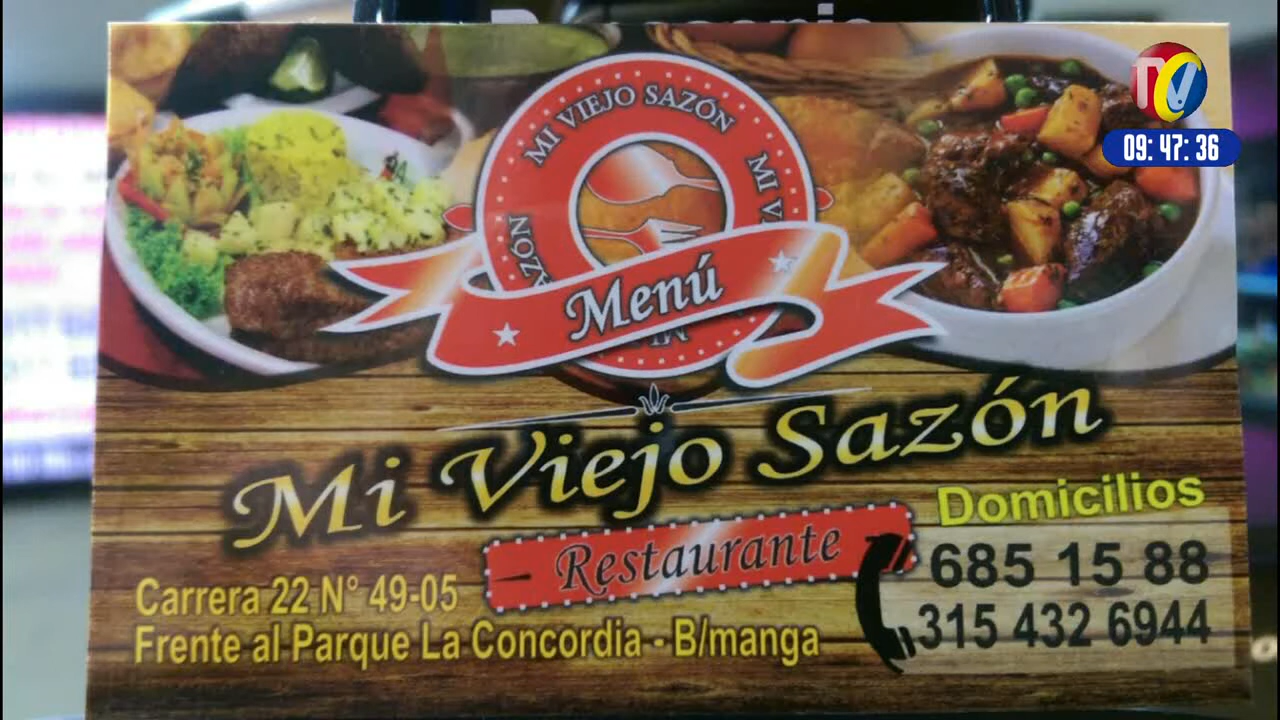 TCV
09: 47: 36
MI VIEJO SAZÓN
Menú
Mi Viejo Sazón
Restaurante
Domicilios
685 15 88
315 432 6944
Carrera 22 N° 49-05
Frente al Parque La Concordia - B/manga